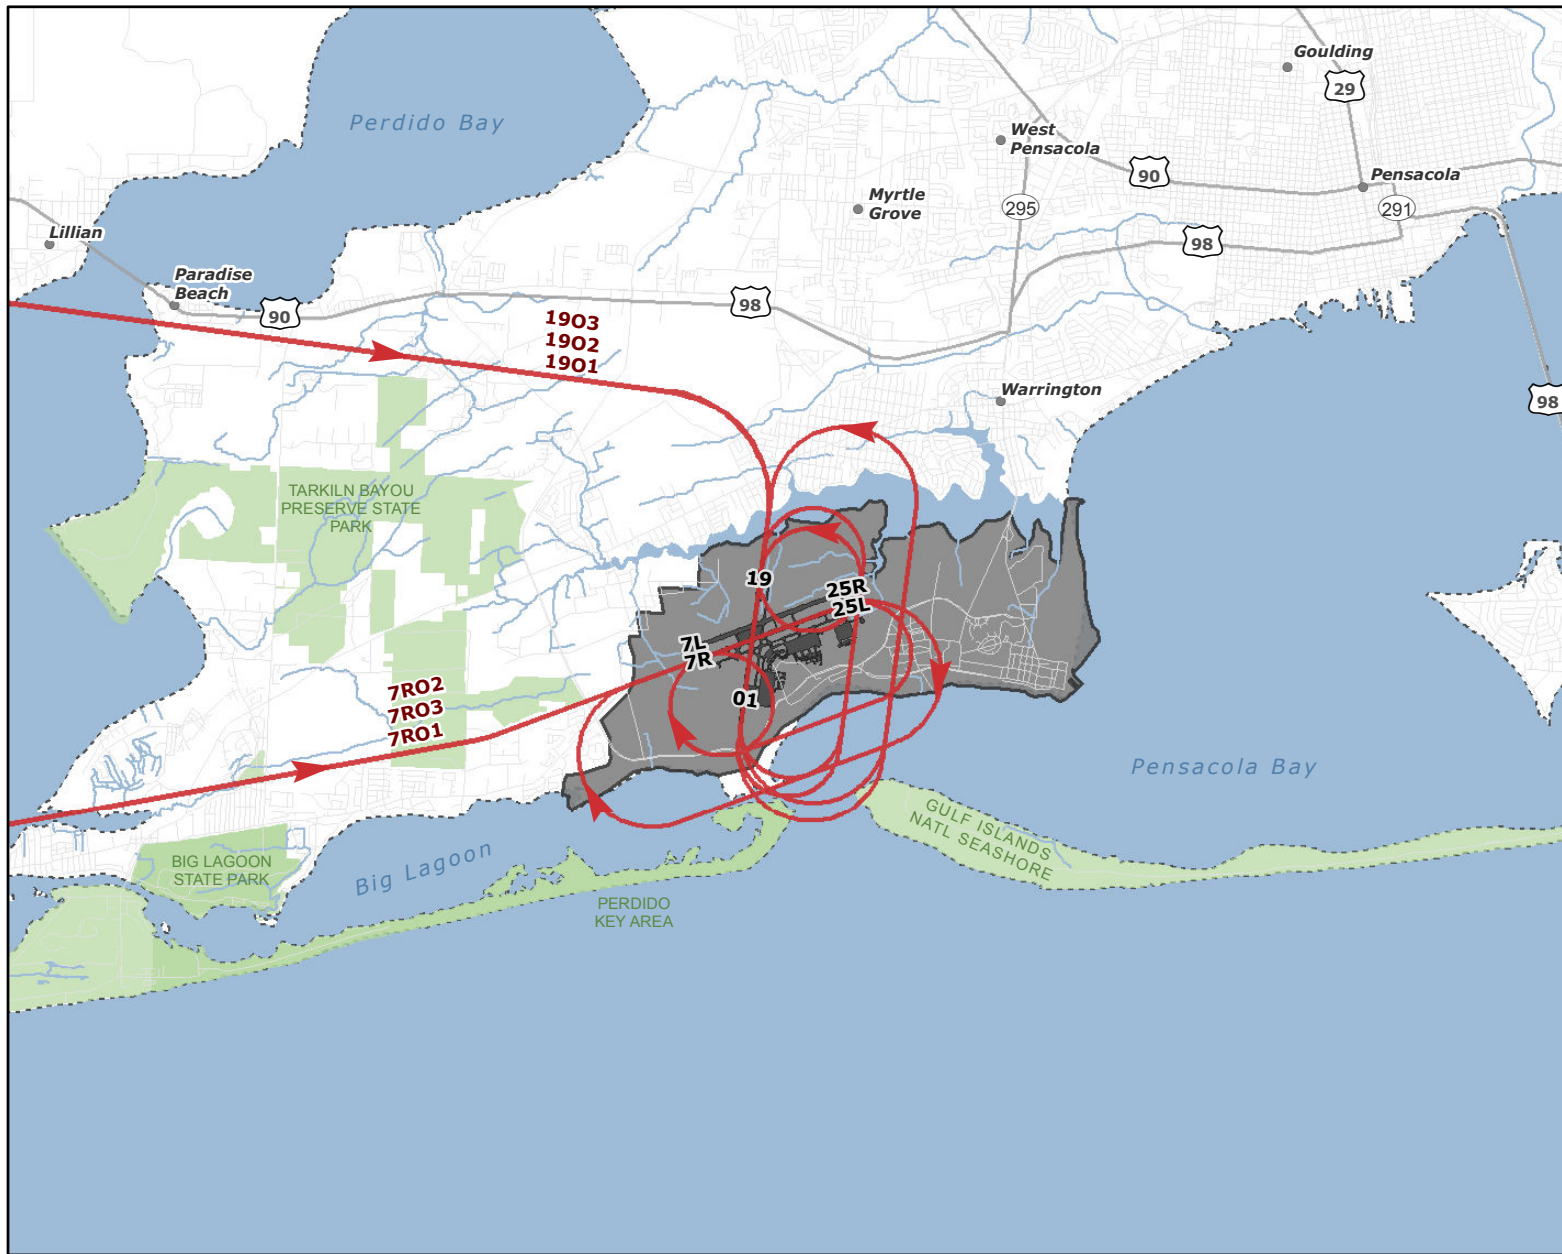 Goulding
29
Perdido Bay
West
Pensacola
90
Pensacola
Myrtle
Grove
295
291
Lillian
98
Paradise
Beach
90
98
19O3
19O2
19O1
Warrington
98
TARKILN BAYOU
PRESERVE STATE
PARK
19
25R
25L
7L
7R
01
7RO2
7RO3
7RO1
Pensacola Bay
GULF ISLANDS
NATL SEASHORE
BIG LAGOON
STATE PARK
Big Lagoon
PERDIDO
KEY AREA